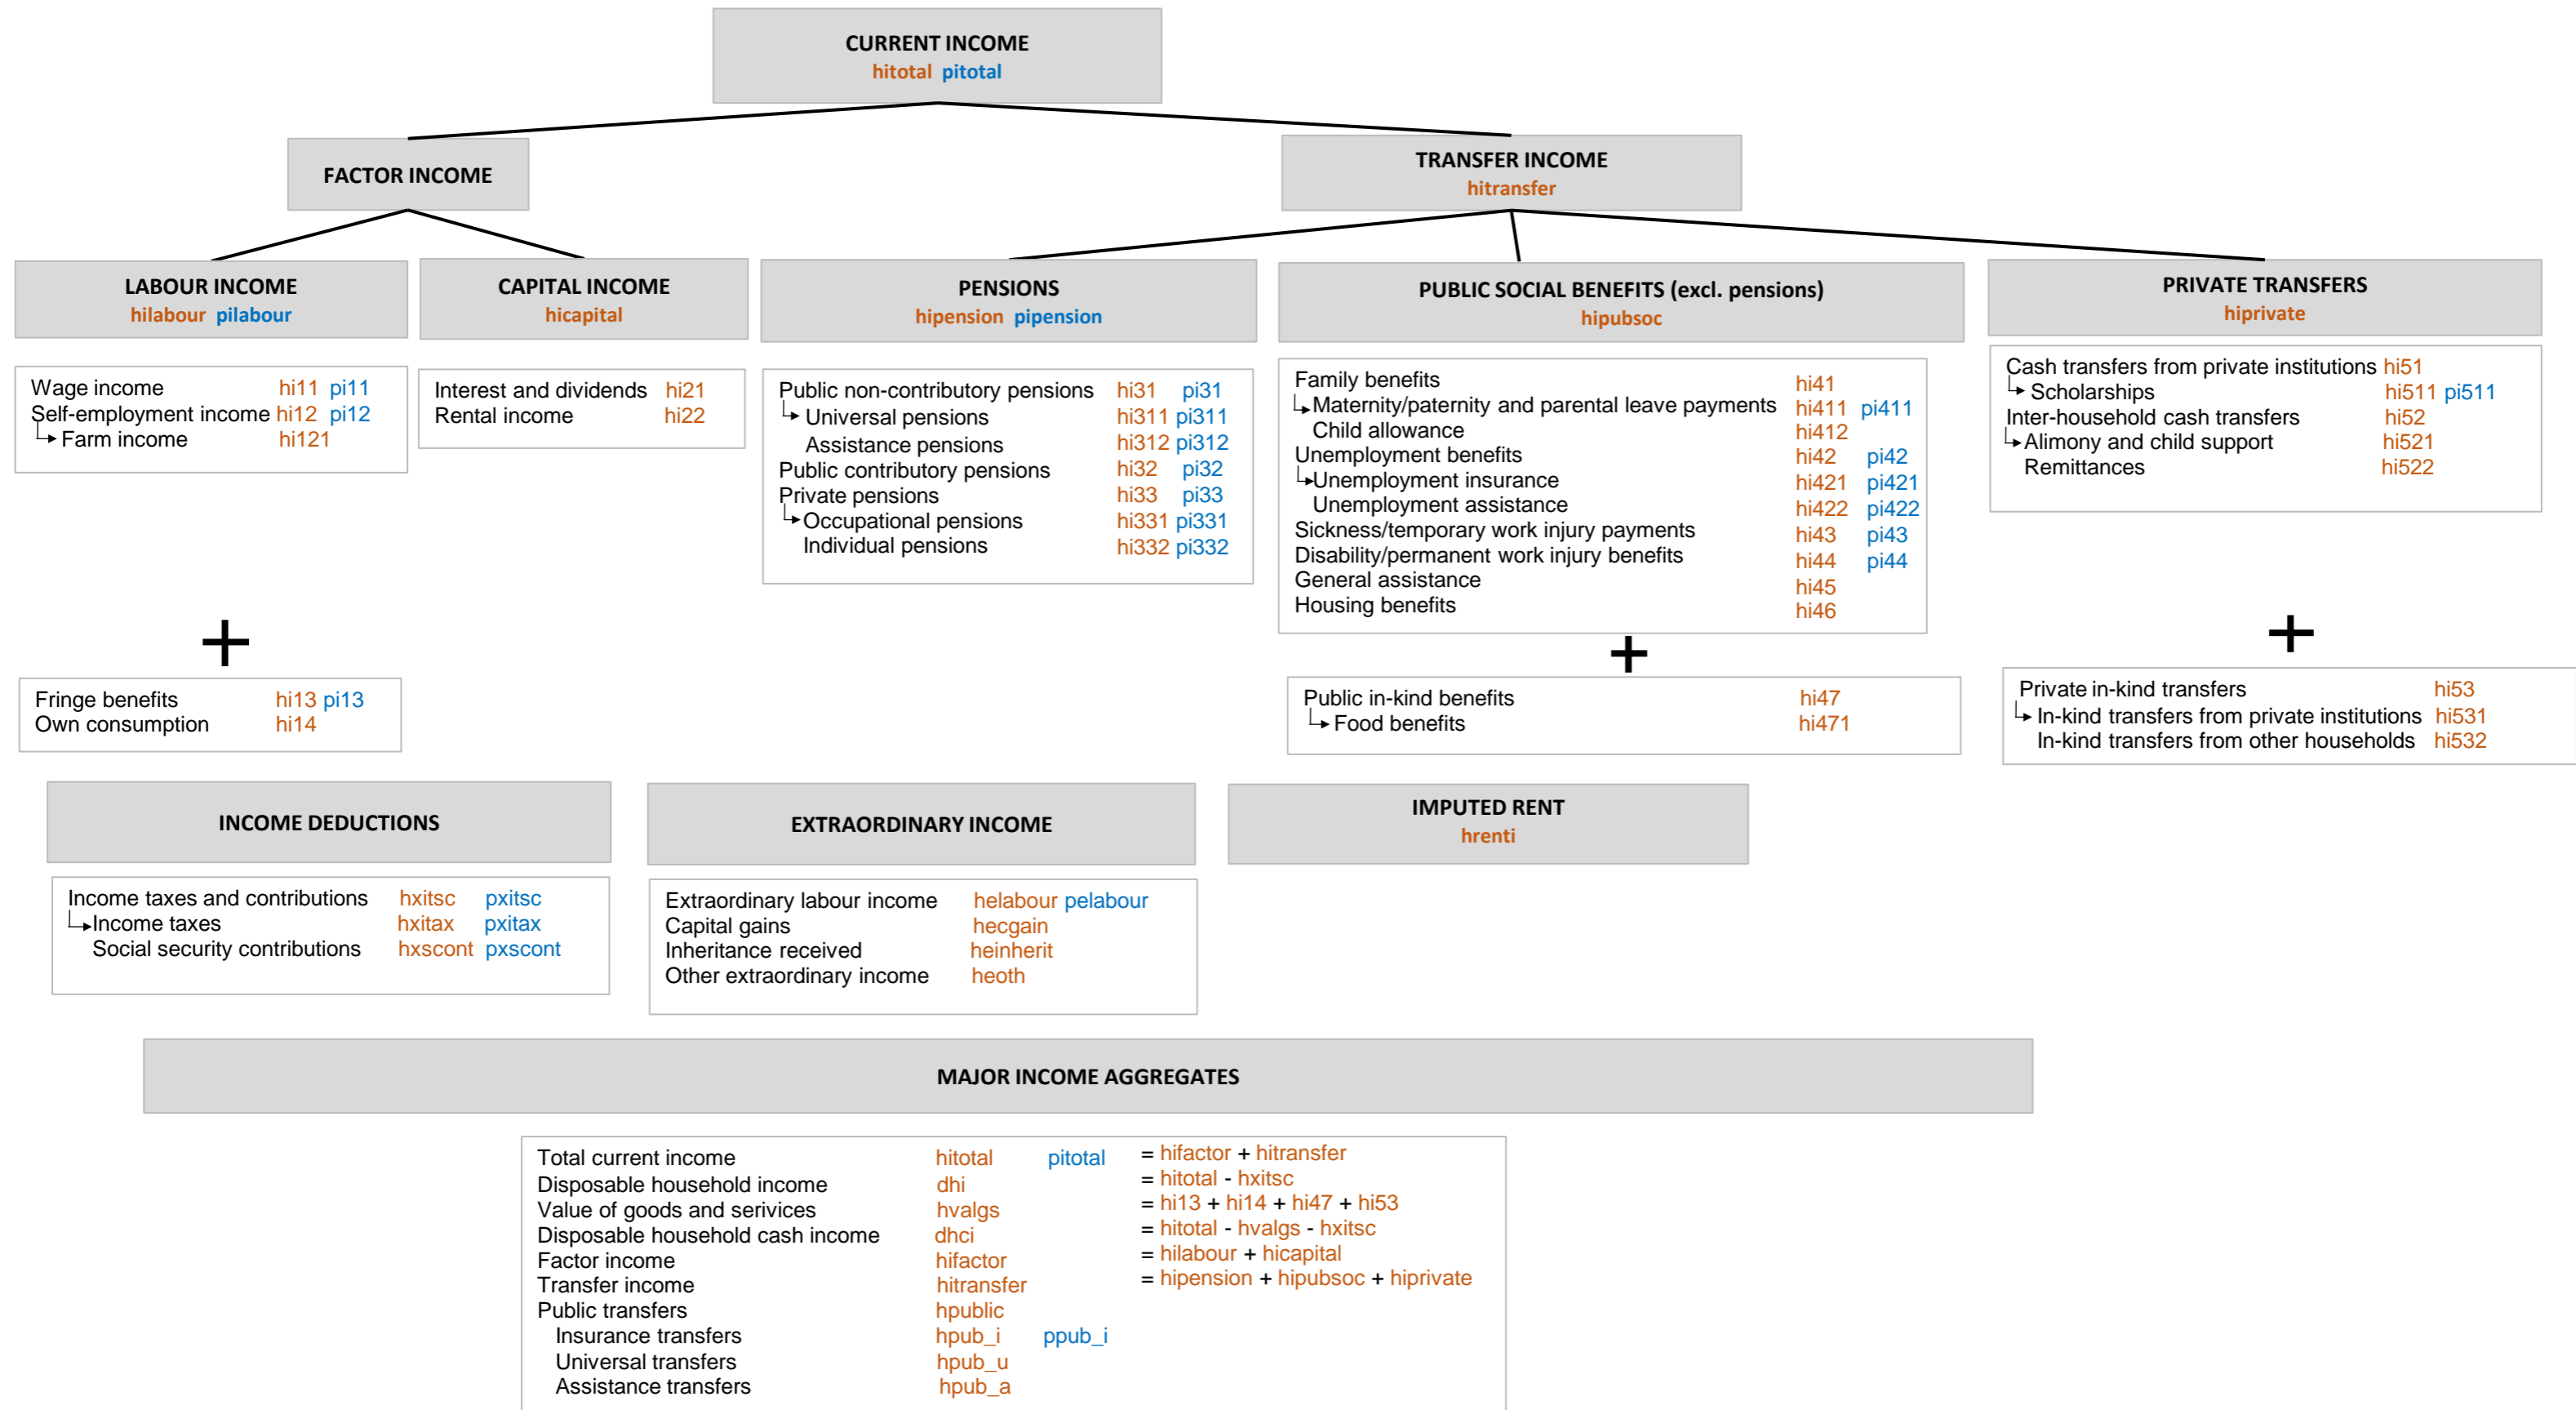 CURRENT INCOME
hitotal pitotal
FACTOR INCOME
TRANSFER INCOME
hitransfer
LABOUR INCOME
hilabour pilabour
CAPITAL INCOME
hicapital
PENSIONS
hipension pipension
PUBLIC SOCIAL BENEFITS (excl. pensions)
hipubsoc
PRIVATE TRANSFERS
hiprivate
Wage income hi11 pi11
Self-employment income hi12 pi12
Farm income hi121
Interest and dividends hi21
Rental income hi22
Public non-contributory pensions hi31 pi31
Universal pensions hi311 pi311
Assistance pensions hi312 pi312
Public contributory pensions hi32 pi32
Private pensions hi33 pi33
Occupational pensions hi331 pi331
Individual pensions hi332 pi332
Family benefits hi41
Maternity/paternity and parental leave payments hi411 pi411
Child allowance hi412
Unemployment benefits hi42 pi42
Unemployment insurance hi421 pi421
Unemployment assistance hi422 pi422
Sickness/temporary work injury payments hi43 pi43
Disability/permanent work injury benefits hi44 pi44
General assistance hi45
Housing benefits hi46
Cash transfers from private institutions hi51
Scholarships hi511 pi511
Inter-household cash transfers hi52
Alimony and child support hi521
Remittances hi522
+
+
+
Fringe benefits hi13 pi13
Own consumption hi14
Public in-kind benefits hi47
Food benefits hi471
Private in-kind transfers hi53
In-kind transfers from private institutions hi531
In-kind transfers from other households hi532
INCOME DEDUCTIONS
EXTRAORDINARY INCOME
IMPUTED RENT
hrenti
Income taxes and contributions hxitsc pxitsc
Income taxes hxitax pxitax
Social security contributions hxscont pxscont
Extraordinary labour income helabour pelabour
Capital gains hecgain
Inheritance received heinherit
Other extraordinary income heoth
MAJOR INCOME AGGREGATES
Total current income hitotal pitotal = hifactor + hitransfer
Disposable household income dhi = hitotal - hxitsc
Value of goods and serivices hvalgs = hi13 + hi14 + hi47 + hi53
Disposable household cash income dhci = hitotal - hvalgs - hxitsc
Factor income hifactor = hilabour + hicapital
Transfer income hitransfer = hipension + hipubsoc + hiprivate
Public transfers hpublic
Insurance transfers hpub_i ppub_i
Universal transfers hpub_u
Assistance transfers hpub_a